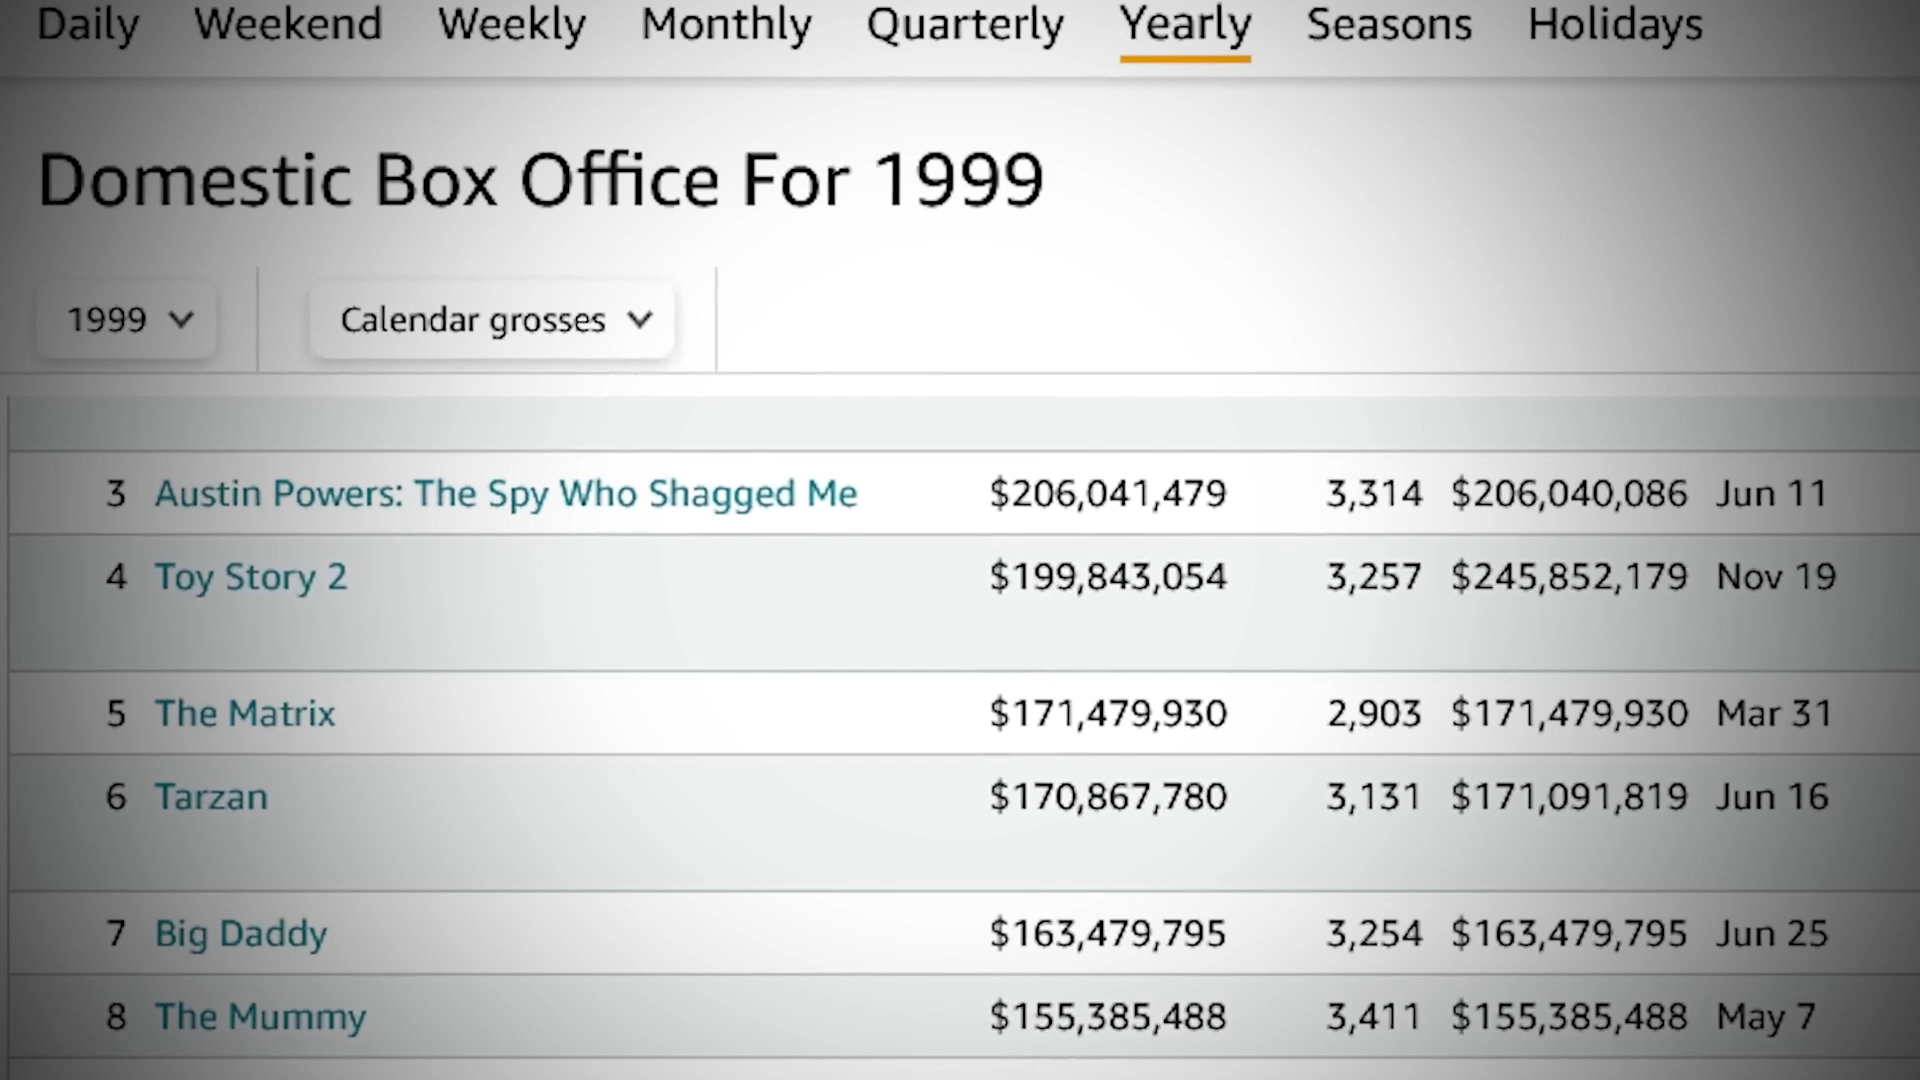 Daily Weekend Weekly Monthly Quarterly Yearly Seasons Holidays
Domestic Box Office For 1999
1999 Calendar grosses
3 Austin Powers: The Spy Who Shagged Me $206,041,479 3,314 $206,040,086 Jun 11
4 Toy Story 2 $199,843,054 3,257 $245,852,179 Nov 19
5 The Matrix $171,479,930 2,903 $171,479,930 Mar 31
6 Tarzan $170,867,780 3,131 $171,091,819 Jun 16
7 Big Daddy $163,479,795 3,254 $163,479,795 Jun 25
8 The Mummy $155,385,488 3,411 $155,385,488 May 7